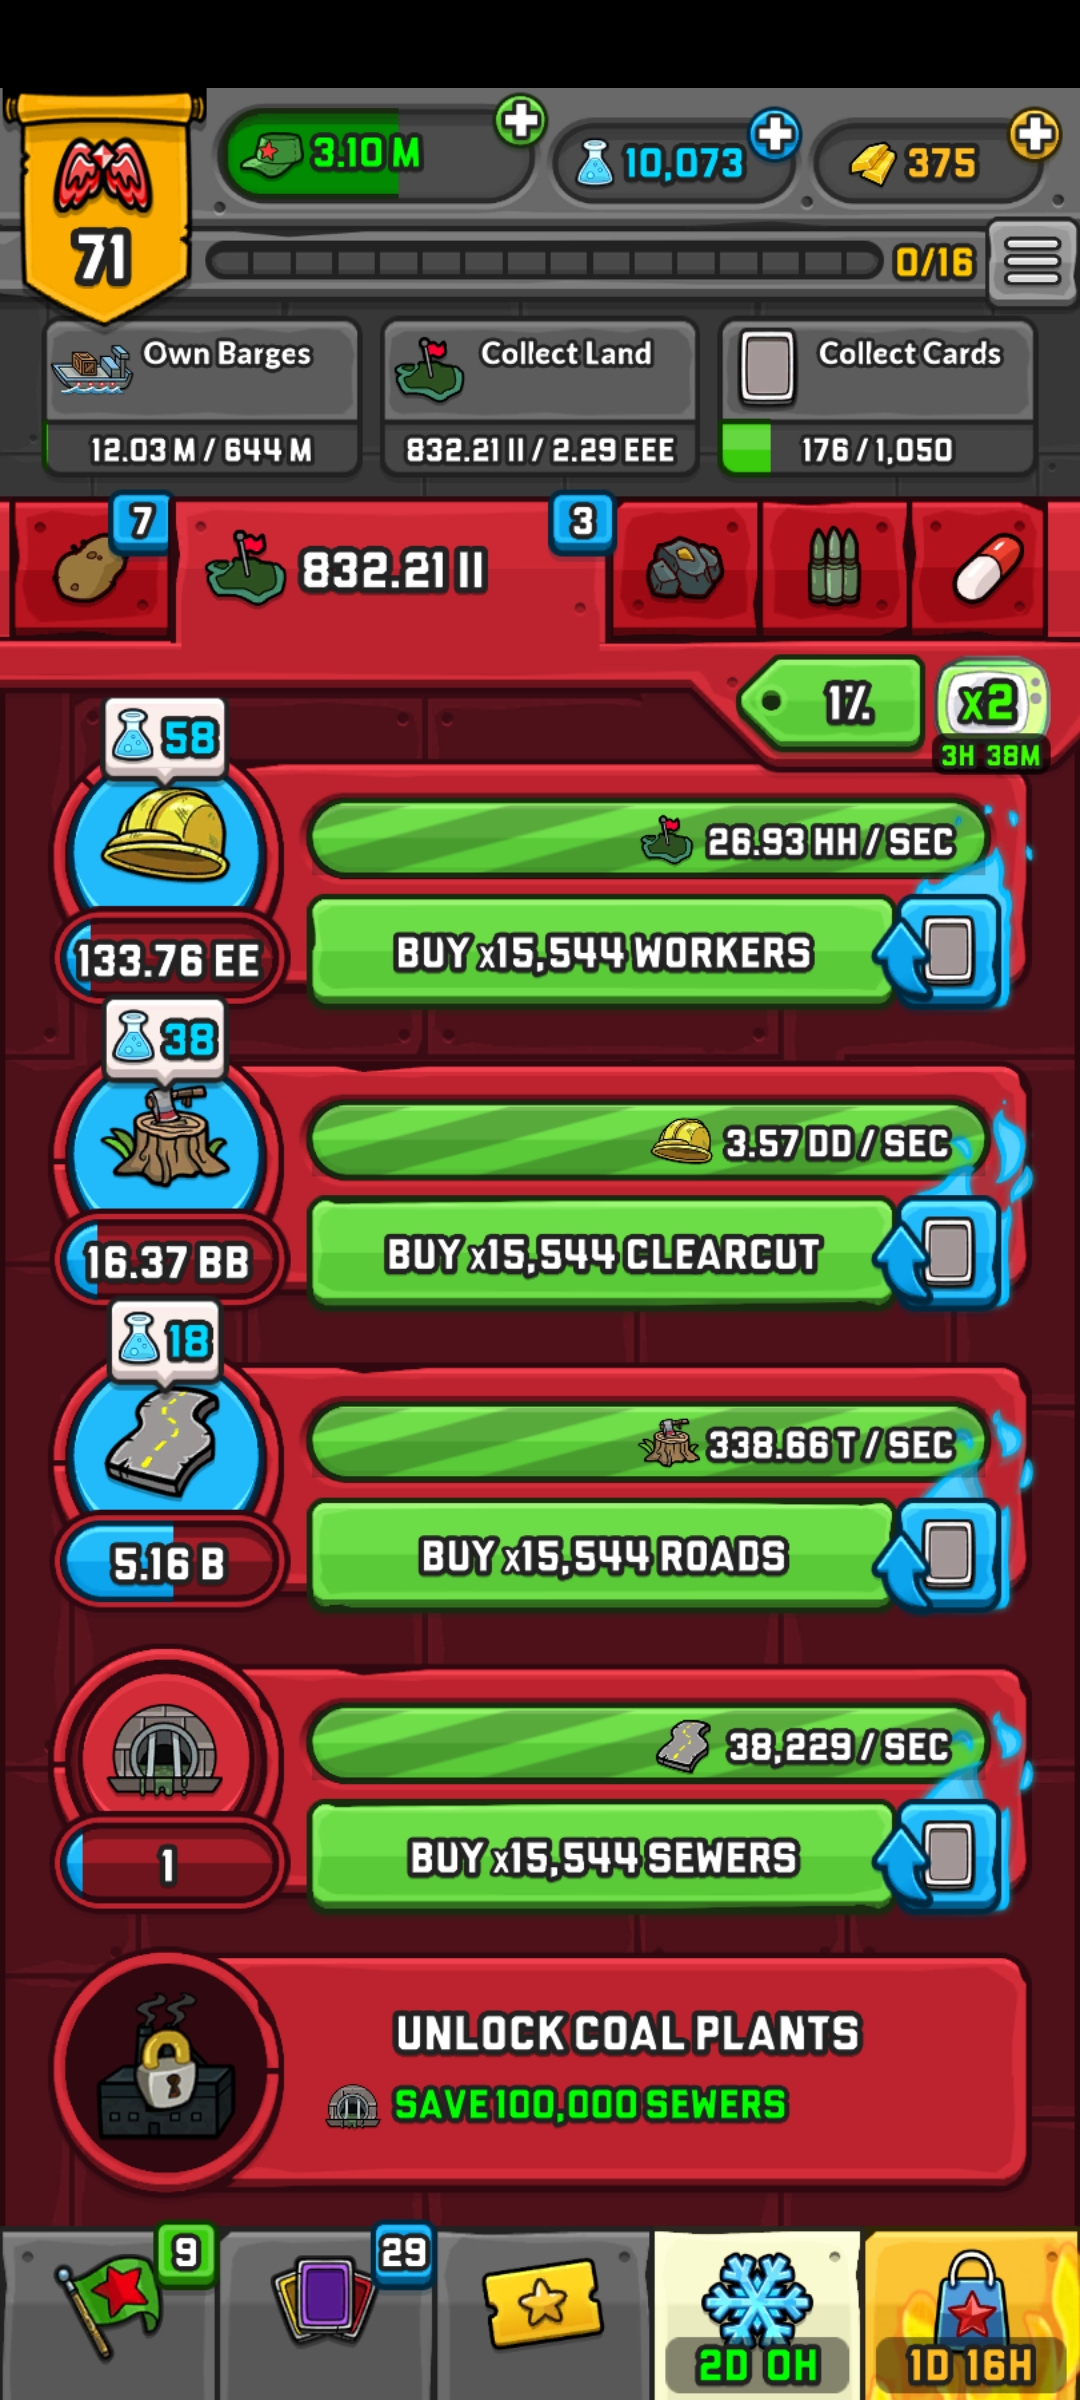 71
3.10 M
10,073
375
0/16
Own Barges
12.03 M / 644 M
Collect Land
832.21 II / 2.29 EEE
Collect Cards
176 / 1,050
7
832.21 II
3
1%
x2
3H 38M
58
26.93 HH / SEC
133.76 EE
BUY x15,544 WORKERS
38
3.57 DD / SEC
16.37 BB
BUY x15,544 CLEARCUT
18
338.66 T / SEC
5.16 B
BUY x15,544 ROADS
38,229 / SEC
1
BUY x15,544 SEWERS
UNLOCK COAL PLANTS
SAVE 100,000 SEWERS
9
29
2D 0H
1D 16H